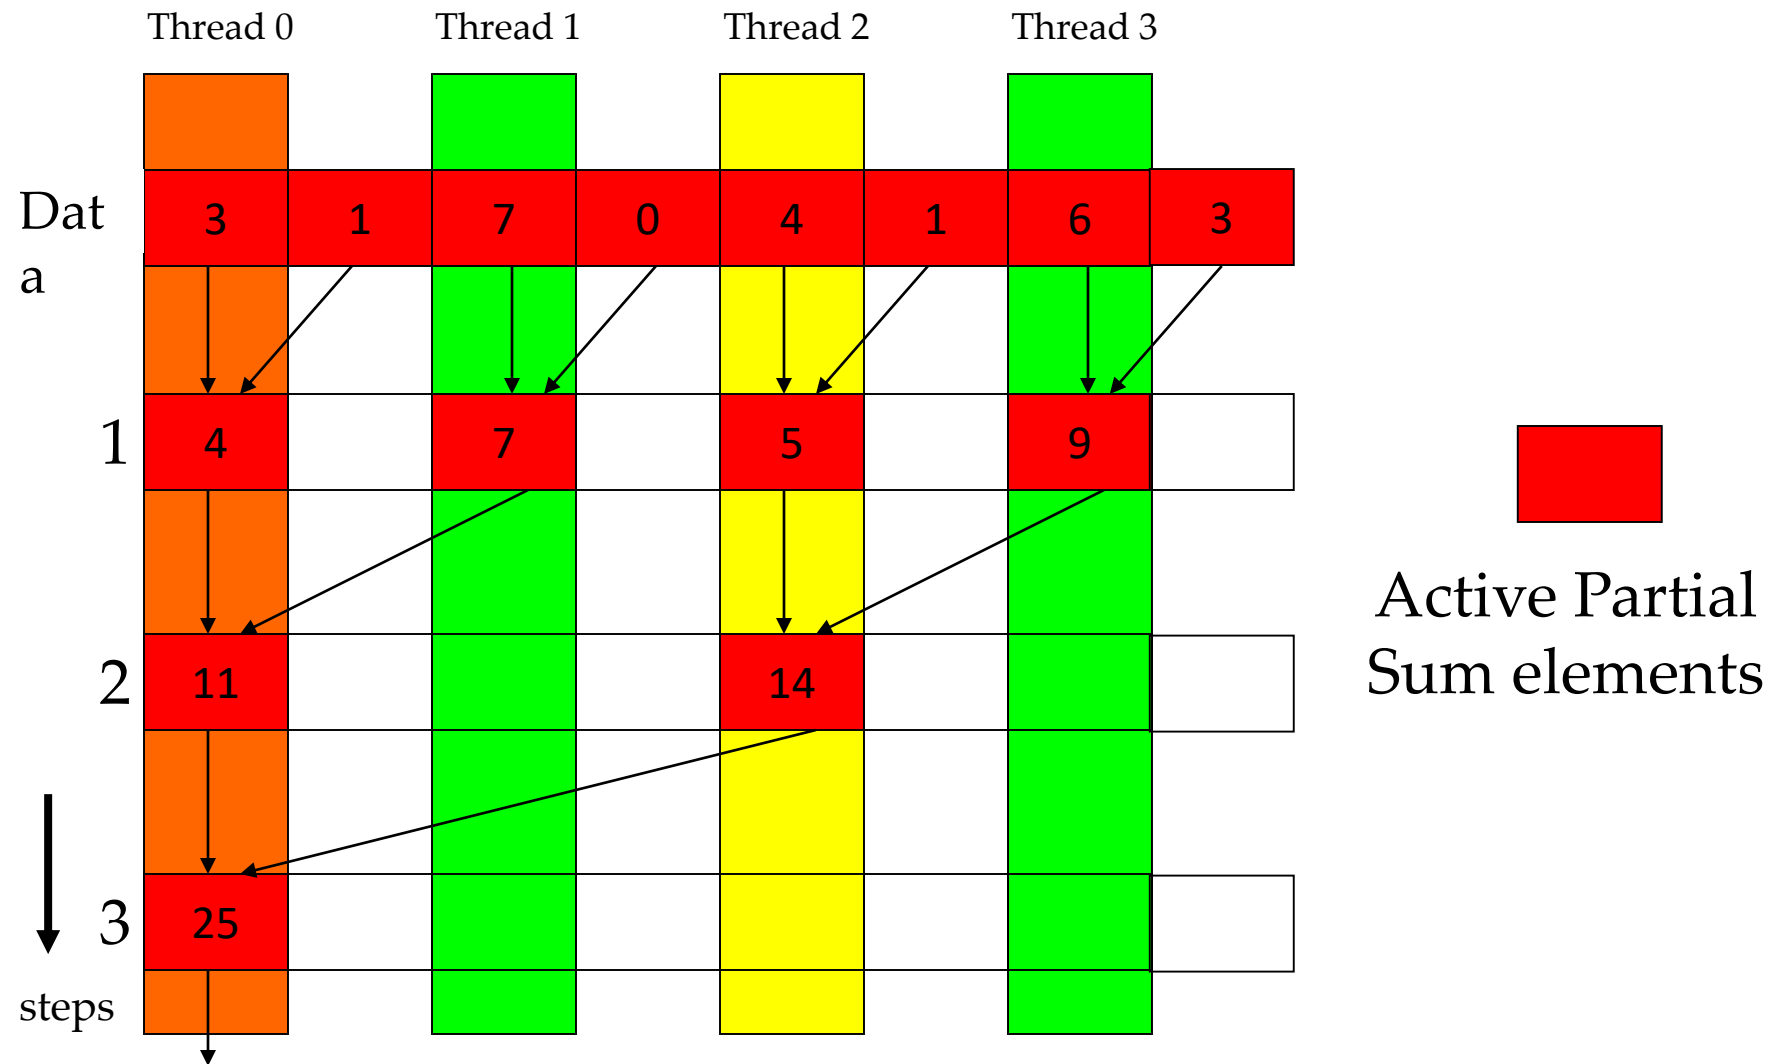 Thread 0 Thread 1 Thread 2 Thread 3
Dat
a
3 1 7 0 4 1 6 3
1 4 7 5 9
Active Partial
Sum elements
2 11 14
3 25
steps